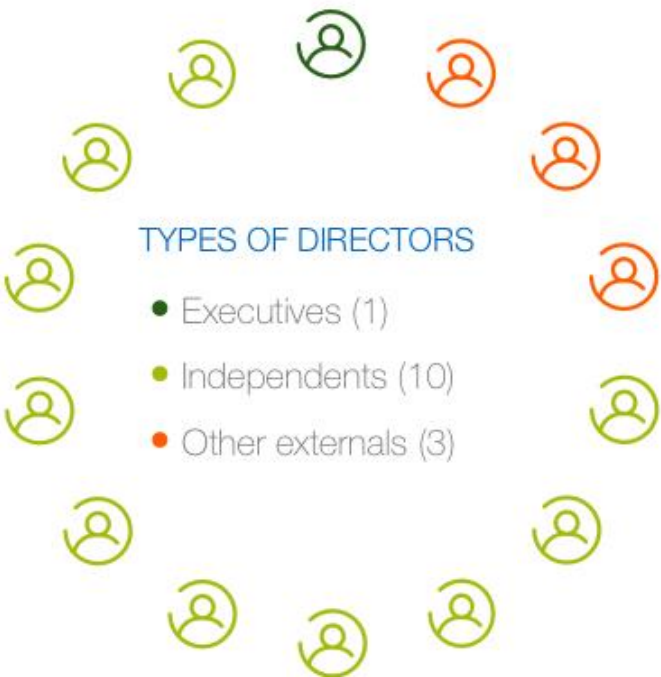 TYPES OF DIRECTORS
Executives (1)
Independents (10)
Other externals (3)